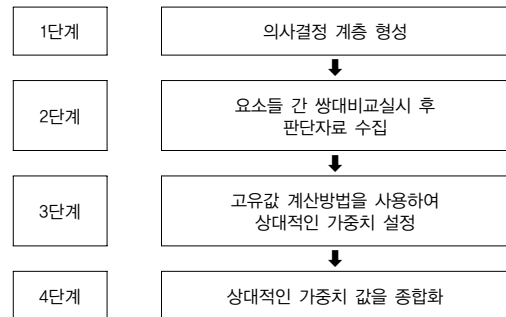 1단계
의사결정 계층 형성
2단계
요소들 간 쌍대비교실시 후
판단자료 수집
3단계
고유값 계산방법을 사용하여
상대적인 가중치 설정
4단계
상대적인 가중치 값을 종합화